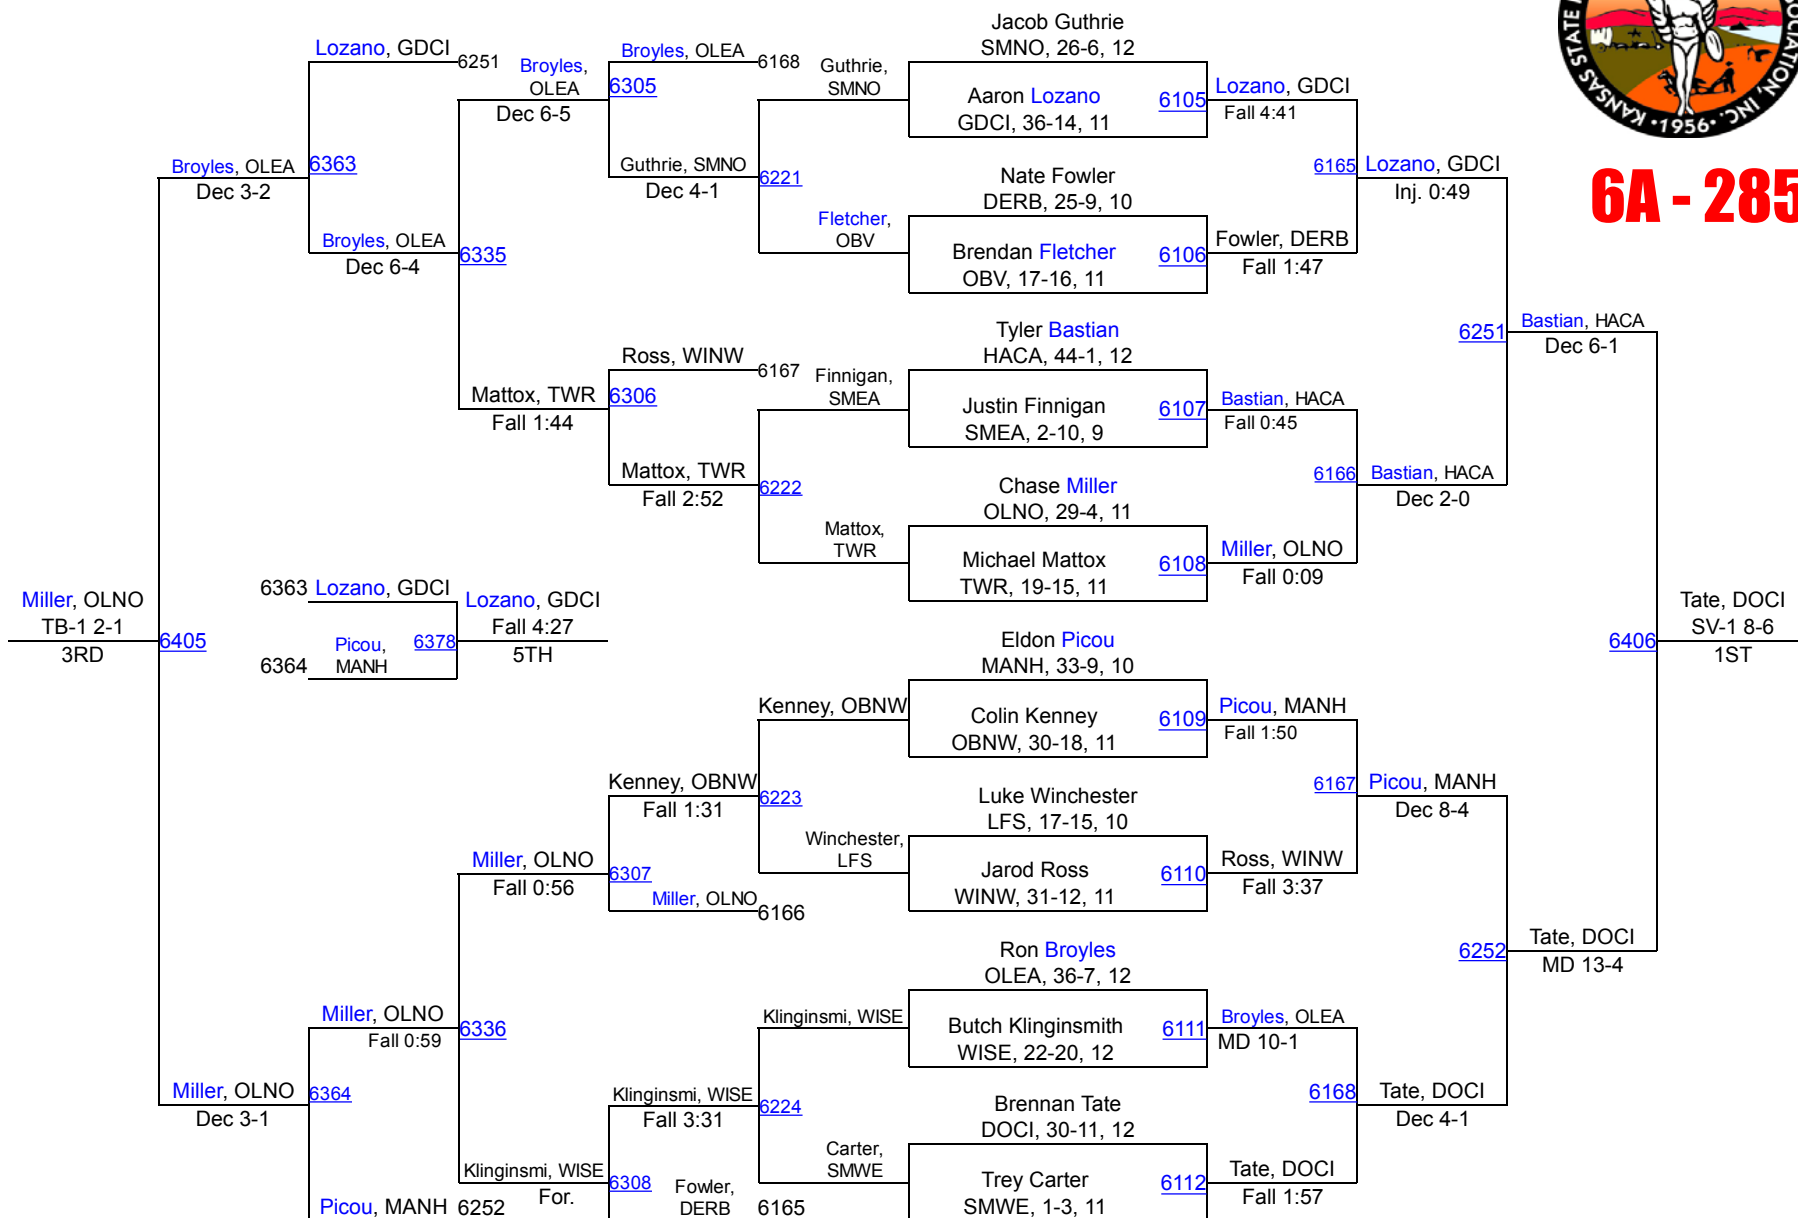 Jacob Guthrie
SMNO, 26-6, 12
Aaron Lozano
GDCI, 36-14, 11
6105
Nate Fowler
DERB, 25-9, 10
Brendan Fletcher
OBV, 17-16, 11
6106
Tyler Bastian
HACA, 44-1, 12
Justin Finnigan
SMEA, 2-10, 9
6107
Chase Miller
OLNO, 29-4, 11
Michael Mattox
TWR, 19-15, 11
6108
Eldon Picou
MANH, 33-9, 10
Colin Kenney
OBNW, 30-18, 11
6109
Luke Winchester
LFS, 17-15, 10
Jarod Ross
WINW, 31-12, 11
6110
Ron Broyles
OLEA, 36-7, 12
Butch Klinginsmith
WISE, 22-20, 12
6111
Brennan Tate
DOCI, 30-11, 12
Trey Carter
SMWE, 1-3, 11
6112
Lozano, GDCI
Fall 4:41
6165
Fowler, DERB
Fall 1:47
Bastian, HACA
Fall 0:45
6166
Miller, OLNO
Fall 0:09
Picou, MANH
Fall 1:50
6167
Ross, WINW
Fall 3:37
Broyles, OLEA
MD 10-1
6168
Tate, DOCI
Fall 1:57
Lozano, GDCI
Inj. 0:49
6251
Bastian, HACA
Dec 2-0
Picou, MANH
Dec 8-4
6252
Tate, DOCI
Dec 4-1
Bastian, HACA
Dec 6-1
6406
Tate, DOCI
MD 13-4
Tate, DOCI
SV-1 8-6
1ST
Guthrie,
SMNO
6221
Fletcher,
OBV
Finnigan,
SMEA
6222
Mattox,
TWR
Kenney, OBNW
6223
Winchester,
LFS
Klinginsmi, WISE
6224
Carter,
SMWE
Broyles, OLEA
6168
6305
Guthrie, SMNO
Dec 4-1
Ross, WINW
6167
6306
Mattox, TWR
Fall 2:52
Kenney, OBNW
Fall 1:31
6307
Miller, OLNO
6166
Klinginsmi, WISE
Fall 3:31
6308
Fowler,
DERB
6165
Broyles,
OLEA
Dec 6-5
6335
Mattox, TWR
Fall 1:44
Miller, OLNO
Fall 0:56
6336
Klinginsmi, WISE
For.
Lozano, GDCI
6251
6363
Broyles, OLEA
Dec 6-4
Miller, OLNO
Fall 0:59
6364
Picou, MANH
6252
Broyles, OLEA
Dec 3-2
6405
Miller, OLNO
Dec 3-1
Miller, OLNO
TB-1 2-1
3RD
6363
Lozano, GDCI
6378
6364
Picou,
MANH
Lozano, GDCI
Fall 4:27
5TH
KANSAS STATE
OCIATION, INC.
•1956•
6A - 285